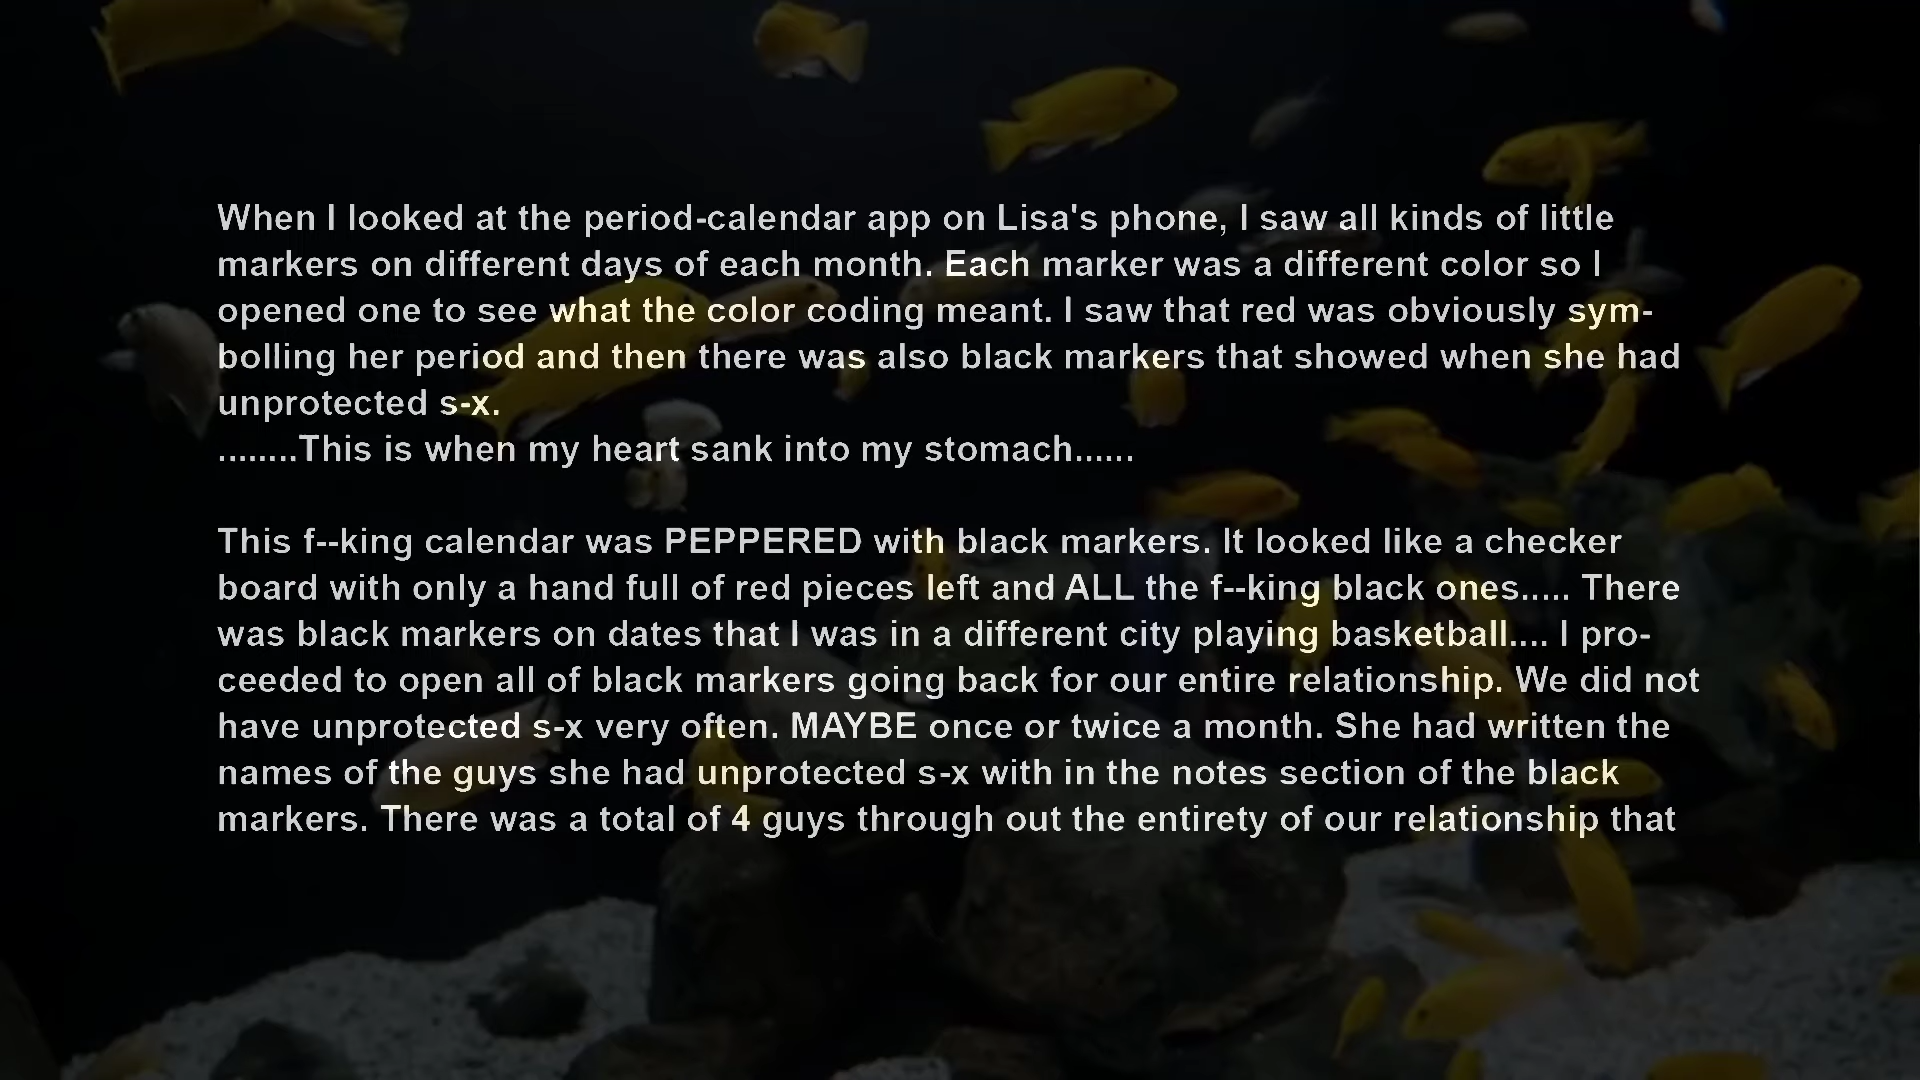 When I looked at the period-calendar app on Lisa's phone, I saw all kinds of little
markers on different days of each month. Each marker was a different color so I
opened one to see what the color coding meant. I saw that red was obviously sym-
bolling her period and then there was also black markers that showed when she had
unprotected s-x.
........This is when my heart sank into my stomach......
This f--king calendar was PEPPERED with black markers. It looked like a checker
board with only a hand full of red pieces left and ALL the f--king black ones..... There
was black markers on dates that I was in a different city playing basketball.... I pro-
ceeded to open all of black markers going back for our entire relationship. We did not
have unprotected s-x very often. MAYBE once or twice a month. She had written the
names of the guys she had unprotected s-x with in the notes section of the black
markers. There was a total of 4 guys through out the entirety of our relationship that